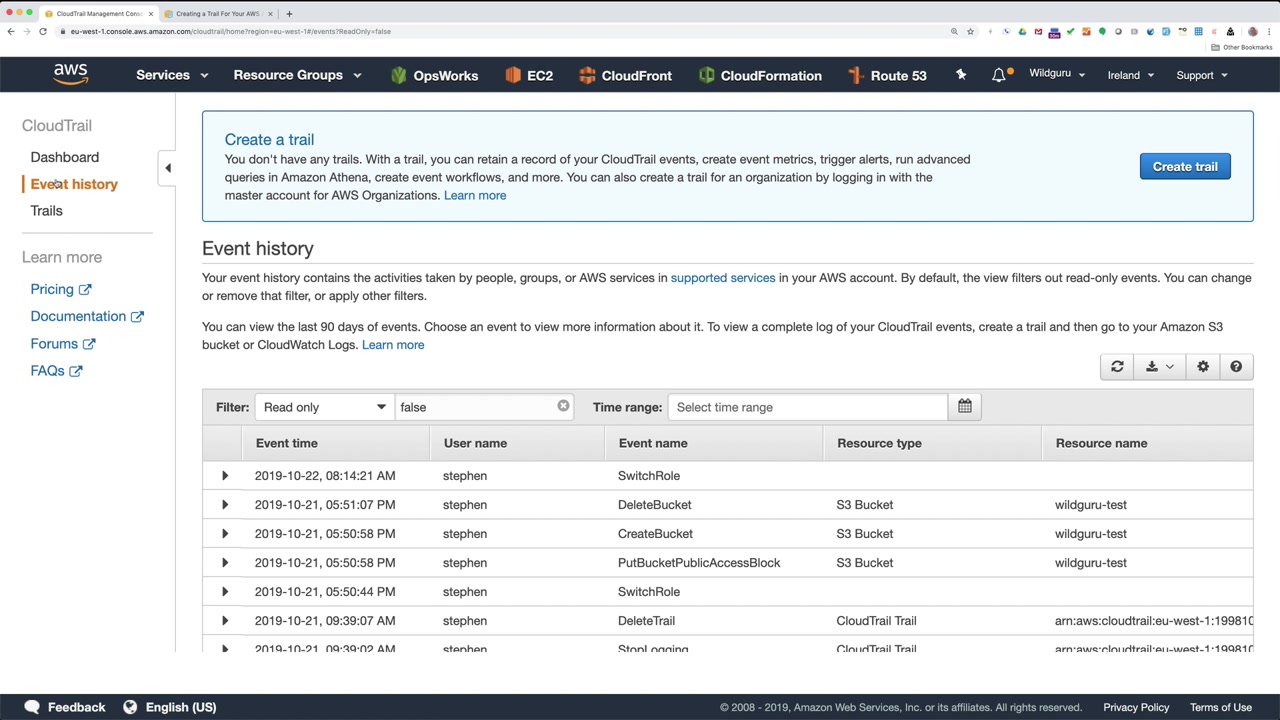 CloudTrail Management Cons
Creating a Trail For Your AWS
eu-west-1.console.aws.amazon.com/cloudtrail/home?region=eu-west-1#/events?ReadOnly=false
Other Bookmarks
aws
Services
Resource Groups
OpsWorks
EC2
CloudFront
CloudFormation
Route 53
Wildguru
Ireland
Support
CloudTrail
Dashboard
Event history
Trails
Learn more
Pricing
Documentation
Forums
FAQs
Create a trail
You don't have any trails. With a trail, you can retain a record of your CloudTrail events, create event metrics, trigger alerts, run advanced
queries in Amazon Athena, create event workflows, and more. You can also create a trail for an organization by logging in with the
master account for AWS Organizations. Learn more
Create trail
Event history
Your event history contains the activities taken by people, groups, or AWS services in supported services in your AWS account. By default, the view filters out read-only events. You can change
or remove that filter, or apply other filters.
You can view the last 90 days of events. Choose an event to view more information about it. To view a complete log of your CloudTrail events, create a trail and then go to your Amazon S3
bucket or CloudWatch Logs. Learn more
Filter: Read only false Time range: Select time range
Event time User name Event name Resource type Resource name
2019-10-22, 08:14:21 AM stephen SwitchRole
2019-10-21, 05:51:07 PM stephen DeleteBucket S3 Bucket wildguru-test
2019-10-21, 05:50:58 PM stephen CreateBucket S3 Bucket wildguru-test
2019-10-21, 05:50:58 PM stephen PutBucketPublicAccessBlock S3 Bucket wildguru-test
2019-10-21, 05:50:44 PM stephen SwitchRole
2019-10-21, 09:39:07 AM stephen DeleteTrail CloudTrail Trail arn:aws:cloudtrail:eu-west-1:199810
2019-10-21, 09:39:02 AM stephen StopLogging CloudTrail Trail arn:aws:cloudtrail:eu-west-1:199810
Feedback
English (US)
© 2008 - 2019, Amazon Web Services, Inc. or its affiliates. All rights reserved.
Privacy Policy
Terms of Use